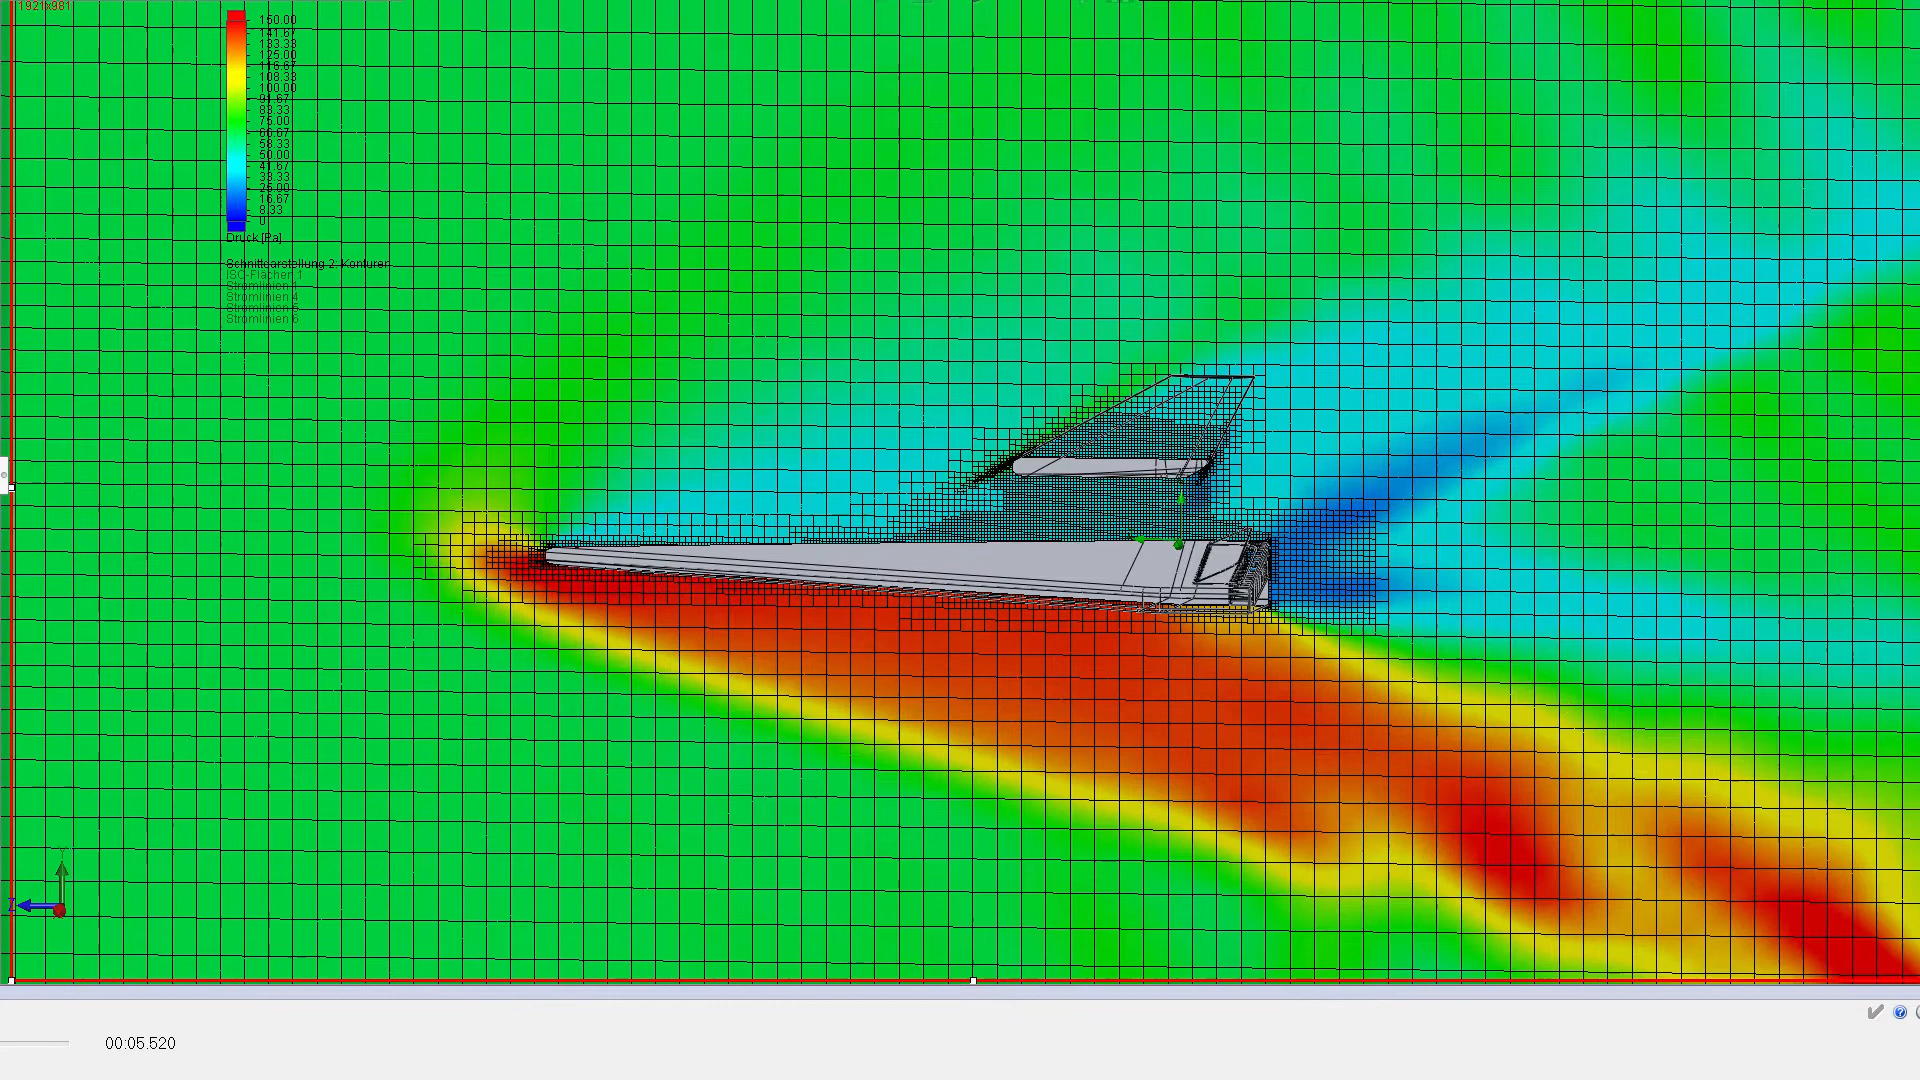 1921x981
150.00
141.67
133.33
125.00
116.67
108.33
100.00
91.67
83.33
75.00
66.67
58.33
50.00
41.67
33.33
25.00
16.67
8.33
0
Druck [Pa]
Schnittdarstellung 2: Konturen
ISO-Flächen 1
Stromlinien 1
Stromlinien 4
Stromlinien 5
Stromlinien 6
Y
Z
00:05.520
?